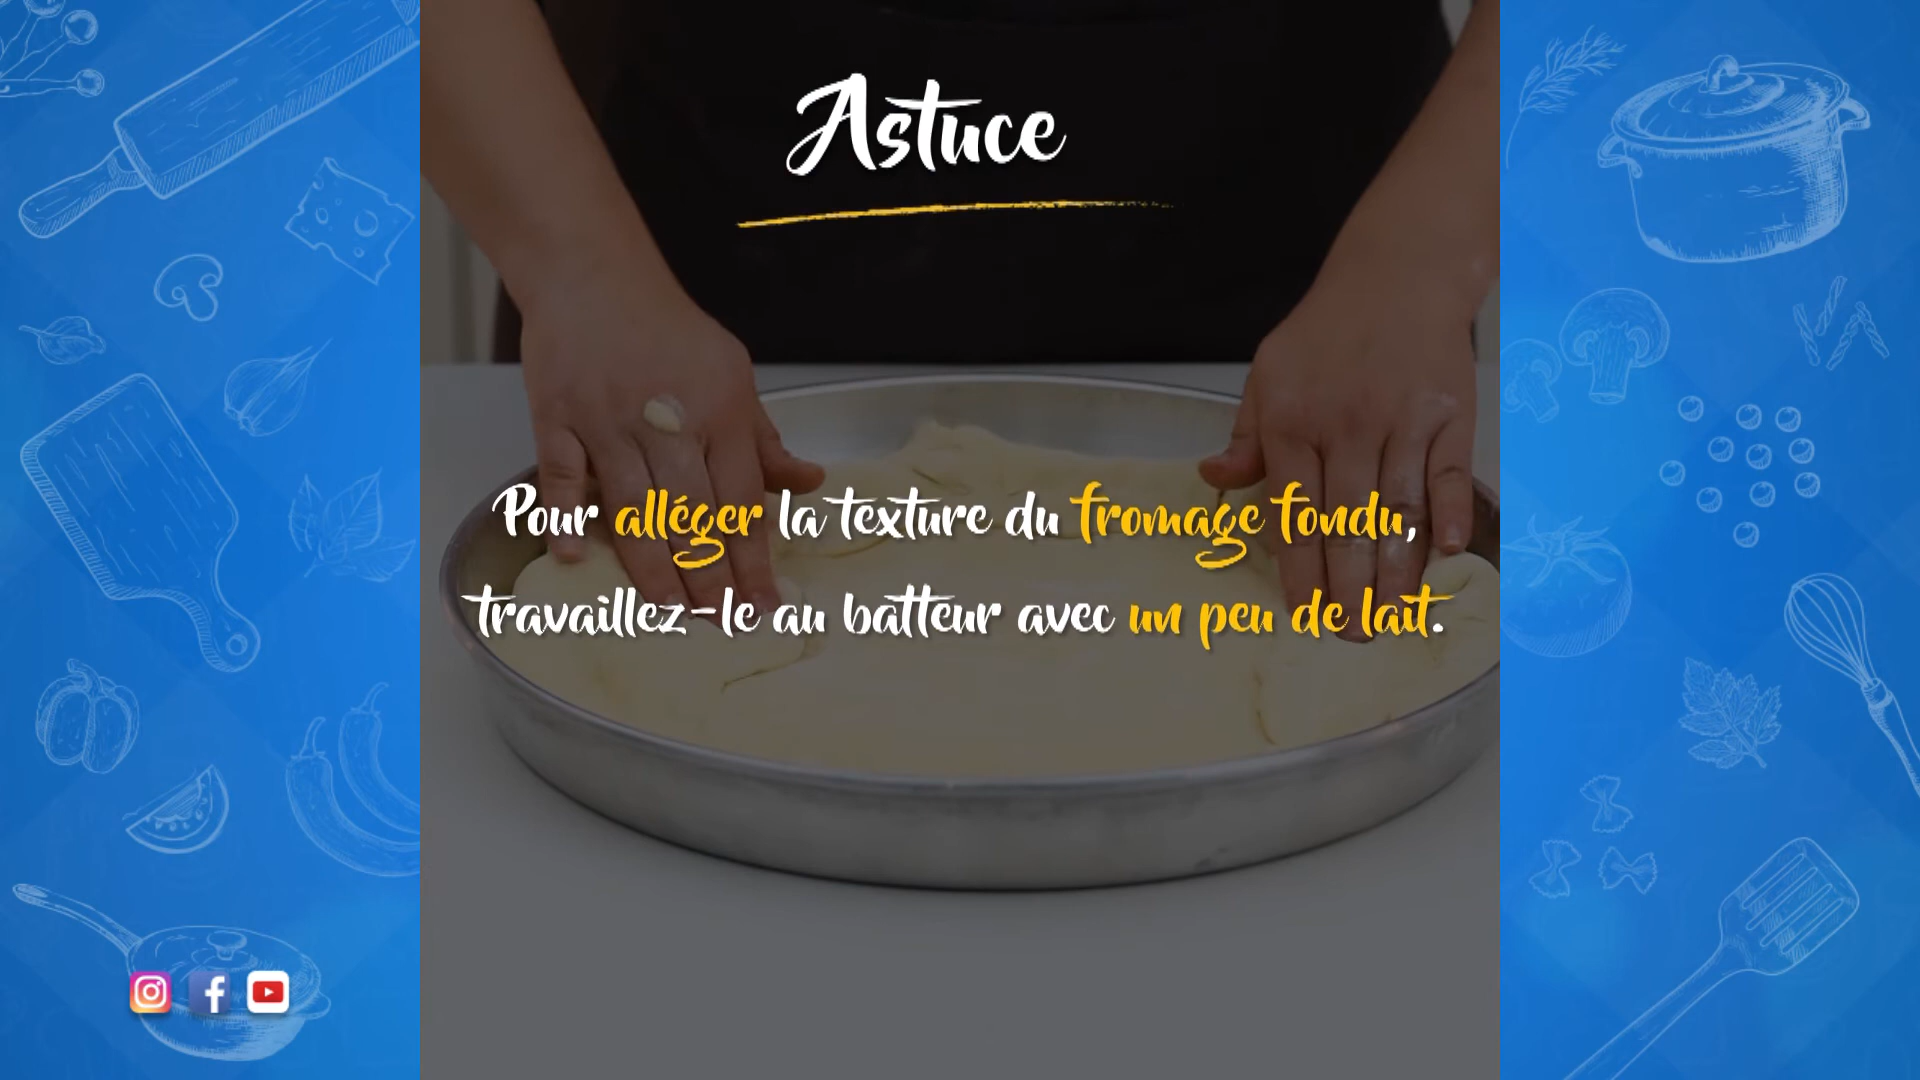 Astuce
Pour alléger la texture du fromage fondu,
travaillez-le au batteur avec un peu de lait.